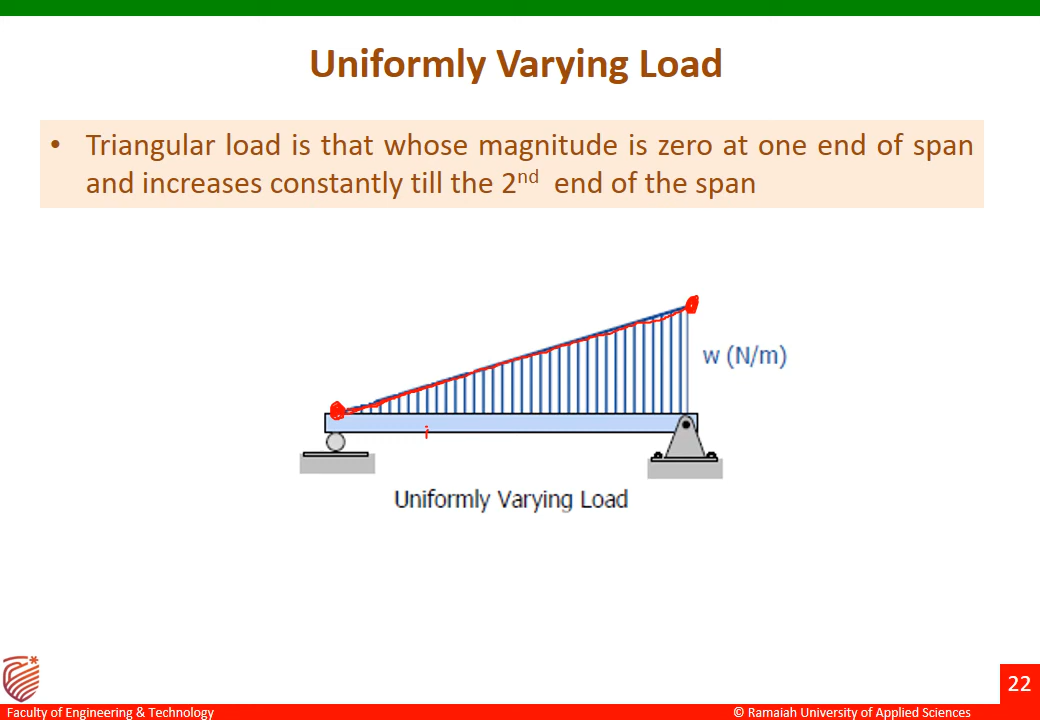 Uniformly Varying Load
• Triangular load is that whose magnitude is zero at one end of span
and increases constantly till the 2nd end of the span
w (N/m)
Uniformly Varying Load
22
Faculty of Engineering & Technology
© Ramaiah University of Applied Sciences